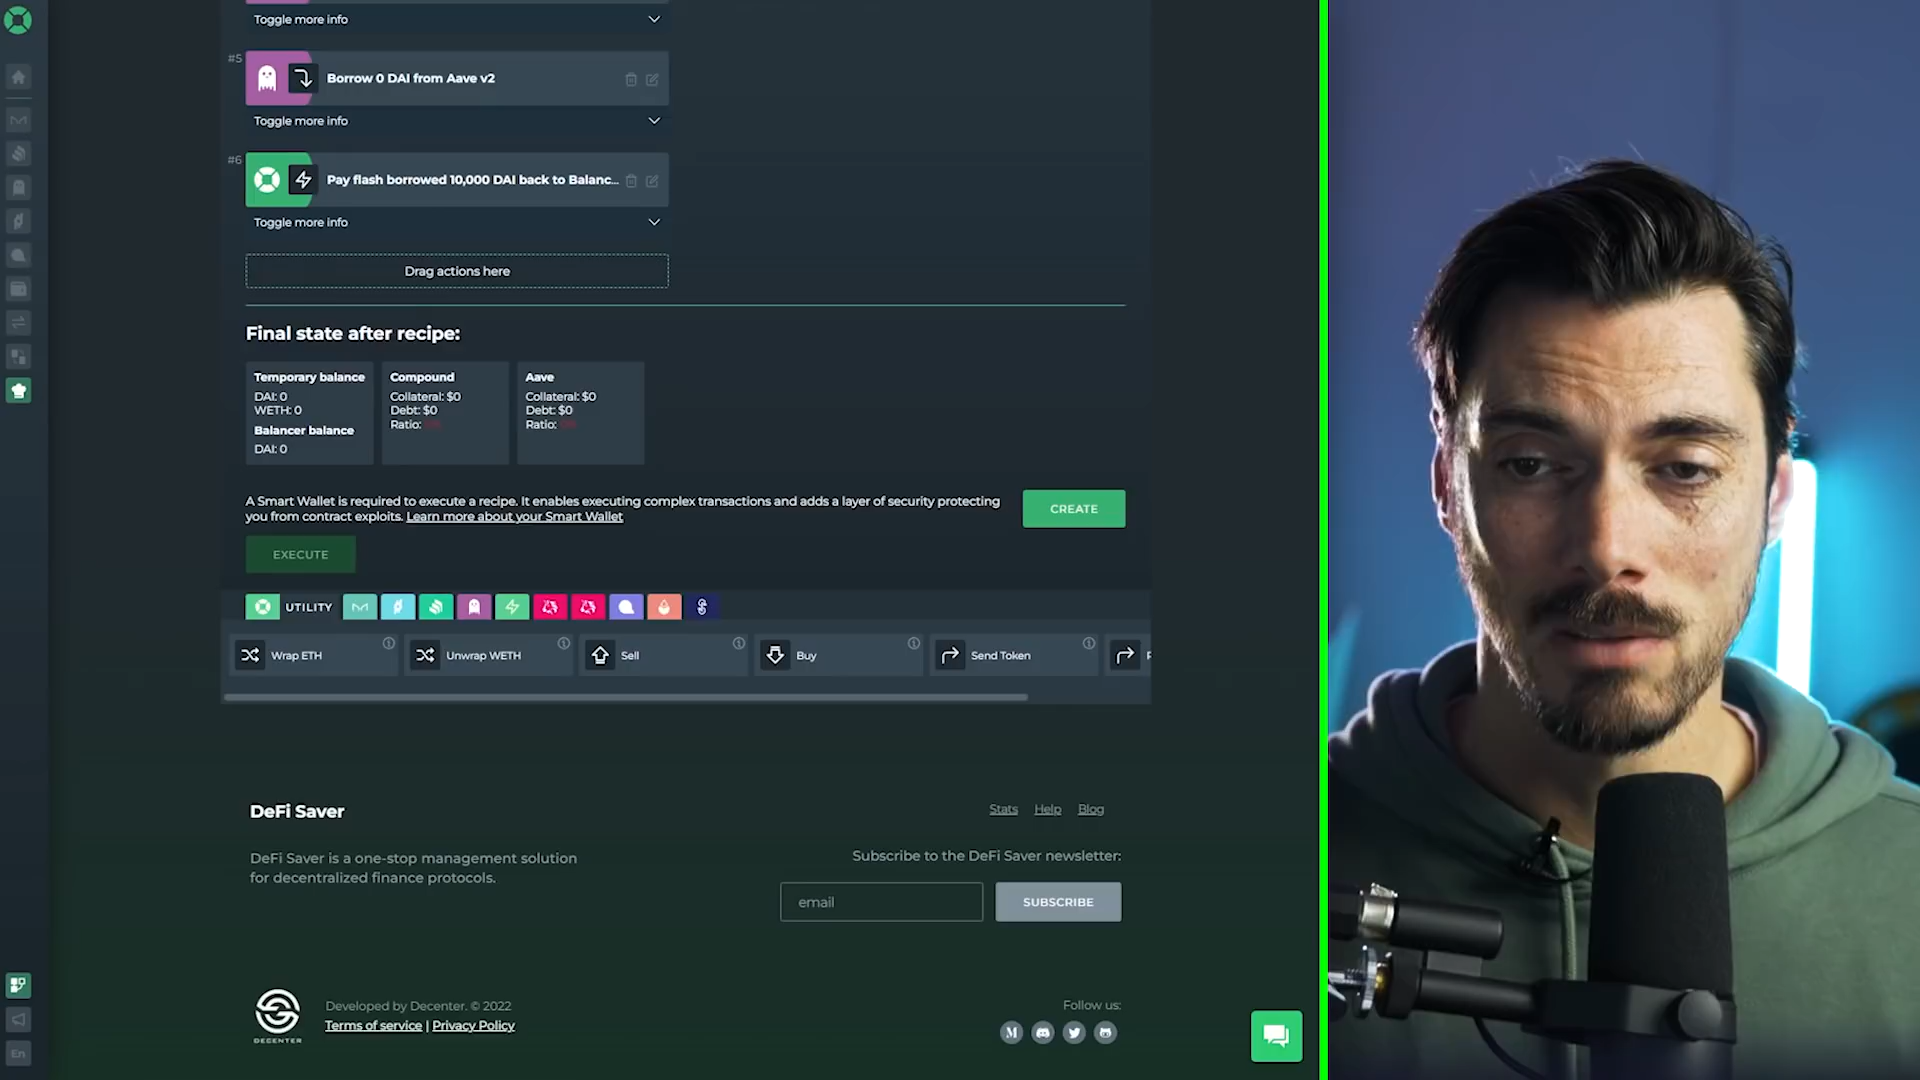 Toggle more info
#5
Borrow 0 DAI from Aave v2
Toggle more info
#6
Pay flash borrowed 10,000 DAI back to Balanc...
Toggle more info
Drag actions here
Final state after recipe:
Temporary balance
DAI: 0
WETH: 0
Balancer balance
DAI: 0
Compound
Collateral: $0
Debt: $0
Ratio:
Aave
Collateral: $0
Debt: $0
Ratio:
A Smart Wallet is required to execute a recipe. It enables executing complex transactions and adds a layer of security protecting
you from contract exploits. Learn more about your Smart Wallet
CREATE
EXECUTE
UTILITY
Wrap ETH
Unwrap WETH
Sell
Buy
Send Token
DeFi Saver
Stats
Help
Blog
DeFi Saver is a one-stop management solution
for decentralized finance protocols.
Subscribe to the DeFi Saver newsletter:
email
SUBSCRIBE
DECENTER
Developed by Decenter. © 2022
Terms of service | Privacy Policy
Follow us:
En